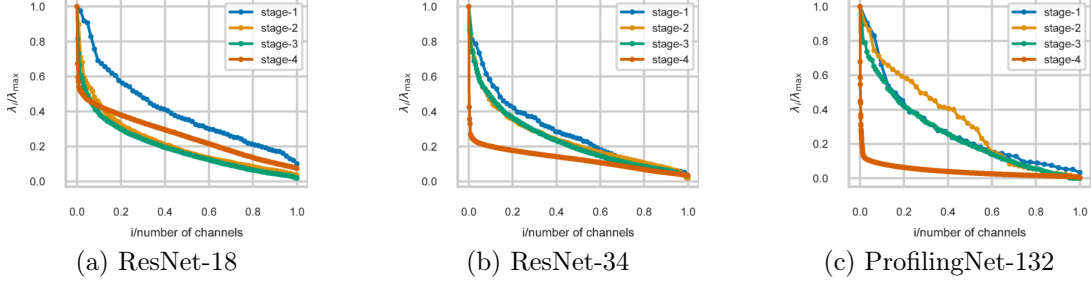 1.0
0.8
0.6
0.4
0.2
0.0
λi/λmax
stage-1
stage-2
stage-3
stage-4
0.0 0.2 0.4 0.6 0.8 1.0
i/number of channels
(a) ResNet-18
1.0
0.8
0.6
0.4
0.2
0.0
λi/λmax
stage-1
stage-2
stage-3
stage-4
0.0 0.2 0.4 0.6 0.8 1.0
i/number of channels
(b) ResNet-34
1.0
0.8
0.6
0.4
0.2
0.0
λi/λmax
stage-1
stage-2
stage-3
stage-4
0.0 0.2 0.4 0.6 0.8 1.0
i/number of channels
(c) ProfilingNet-132